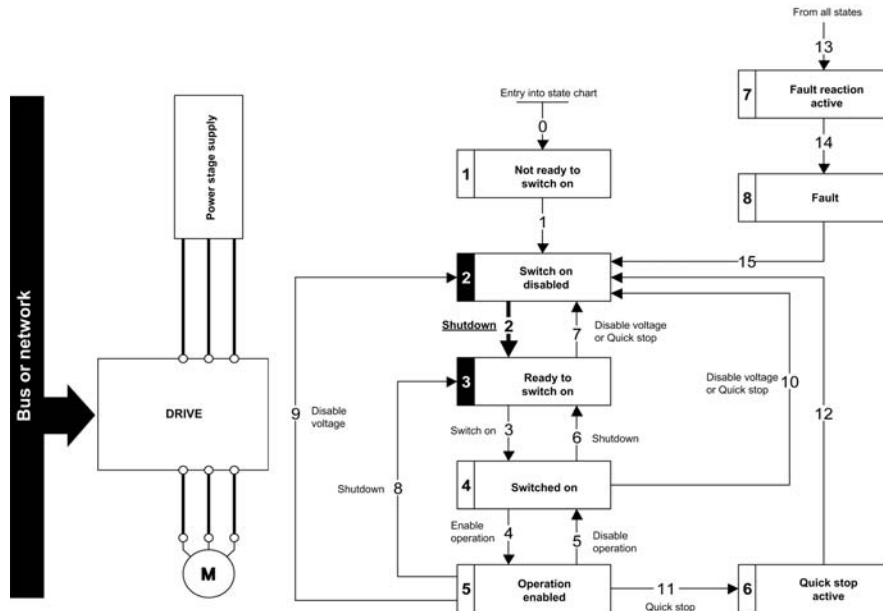 From all states
13
7
Fault reaction
active
14
8
Fault
15
Entry into state chart
0
1
Not ready to
switch on
1
2
Switch on
disabled
Shutdown 2
7
Disable voltage
or Quick stop
3
Ready to
switch on
Switch on 3
6 Shutdown
4
Switched on
Enable
operation
4
5
Disable
operation
5
Operation
enabled
11
Quick stop
6
Quick stop
active
9
Disable
voltage
Shutdown 8
Disable voltage
or Quick stop
10
12
Bus or network
Power stage supply
DRIVE
M